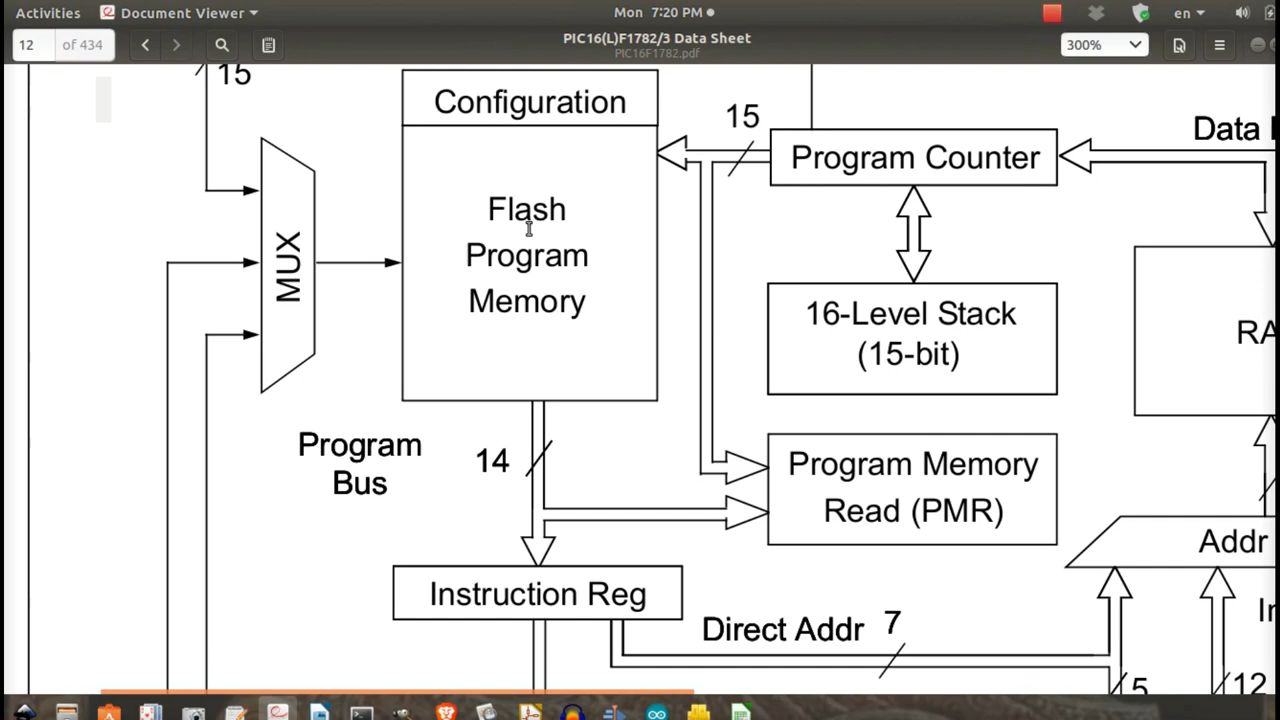 Activities
Document Viewer
Mon 7:20 PM
en
12
of 434
PIC16(L)F1782/3 Data Sheet
PIC16F1782.pdf
300%
15
Configuration
15
Program Counter
Data
Flash
Program
Memory
MUX
16-Level Stack
(15-bit)
Program
Bus
14
Program Memory
Read (PMR)
Addr
Instruction Reg
Direct Addr
7
5
12